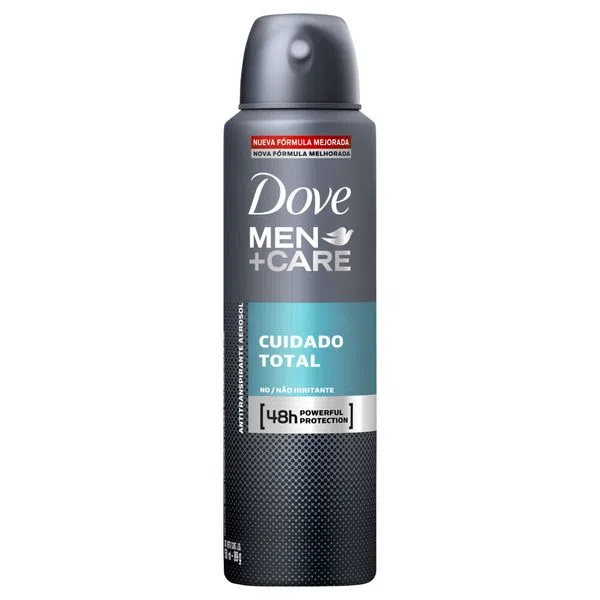 NUEVA FÓRMULA MEJORADA
NOVA FÓRMULA MELHORADA
Dove
MEN
+CARE
CUIDADO
TOTAL
NO / NÃO IRRITANTE
[48h POWERFUL
PROTECTION]
ANTITRANSPIRANTE AEROSOL